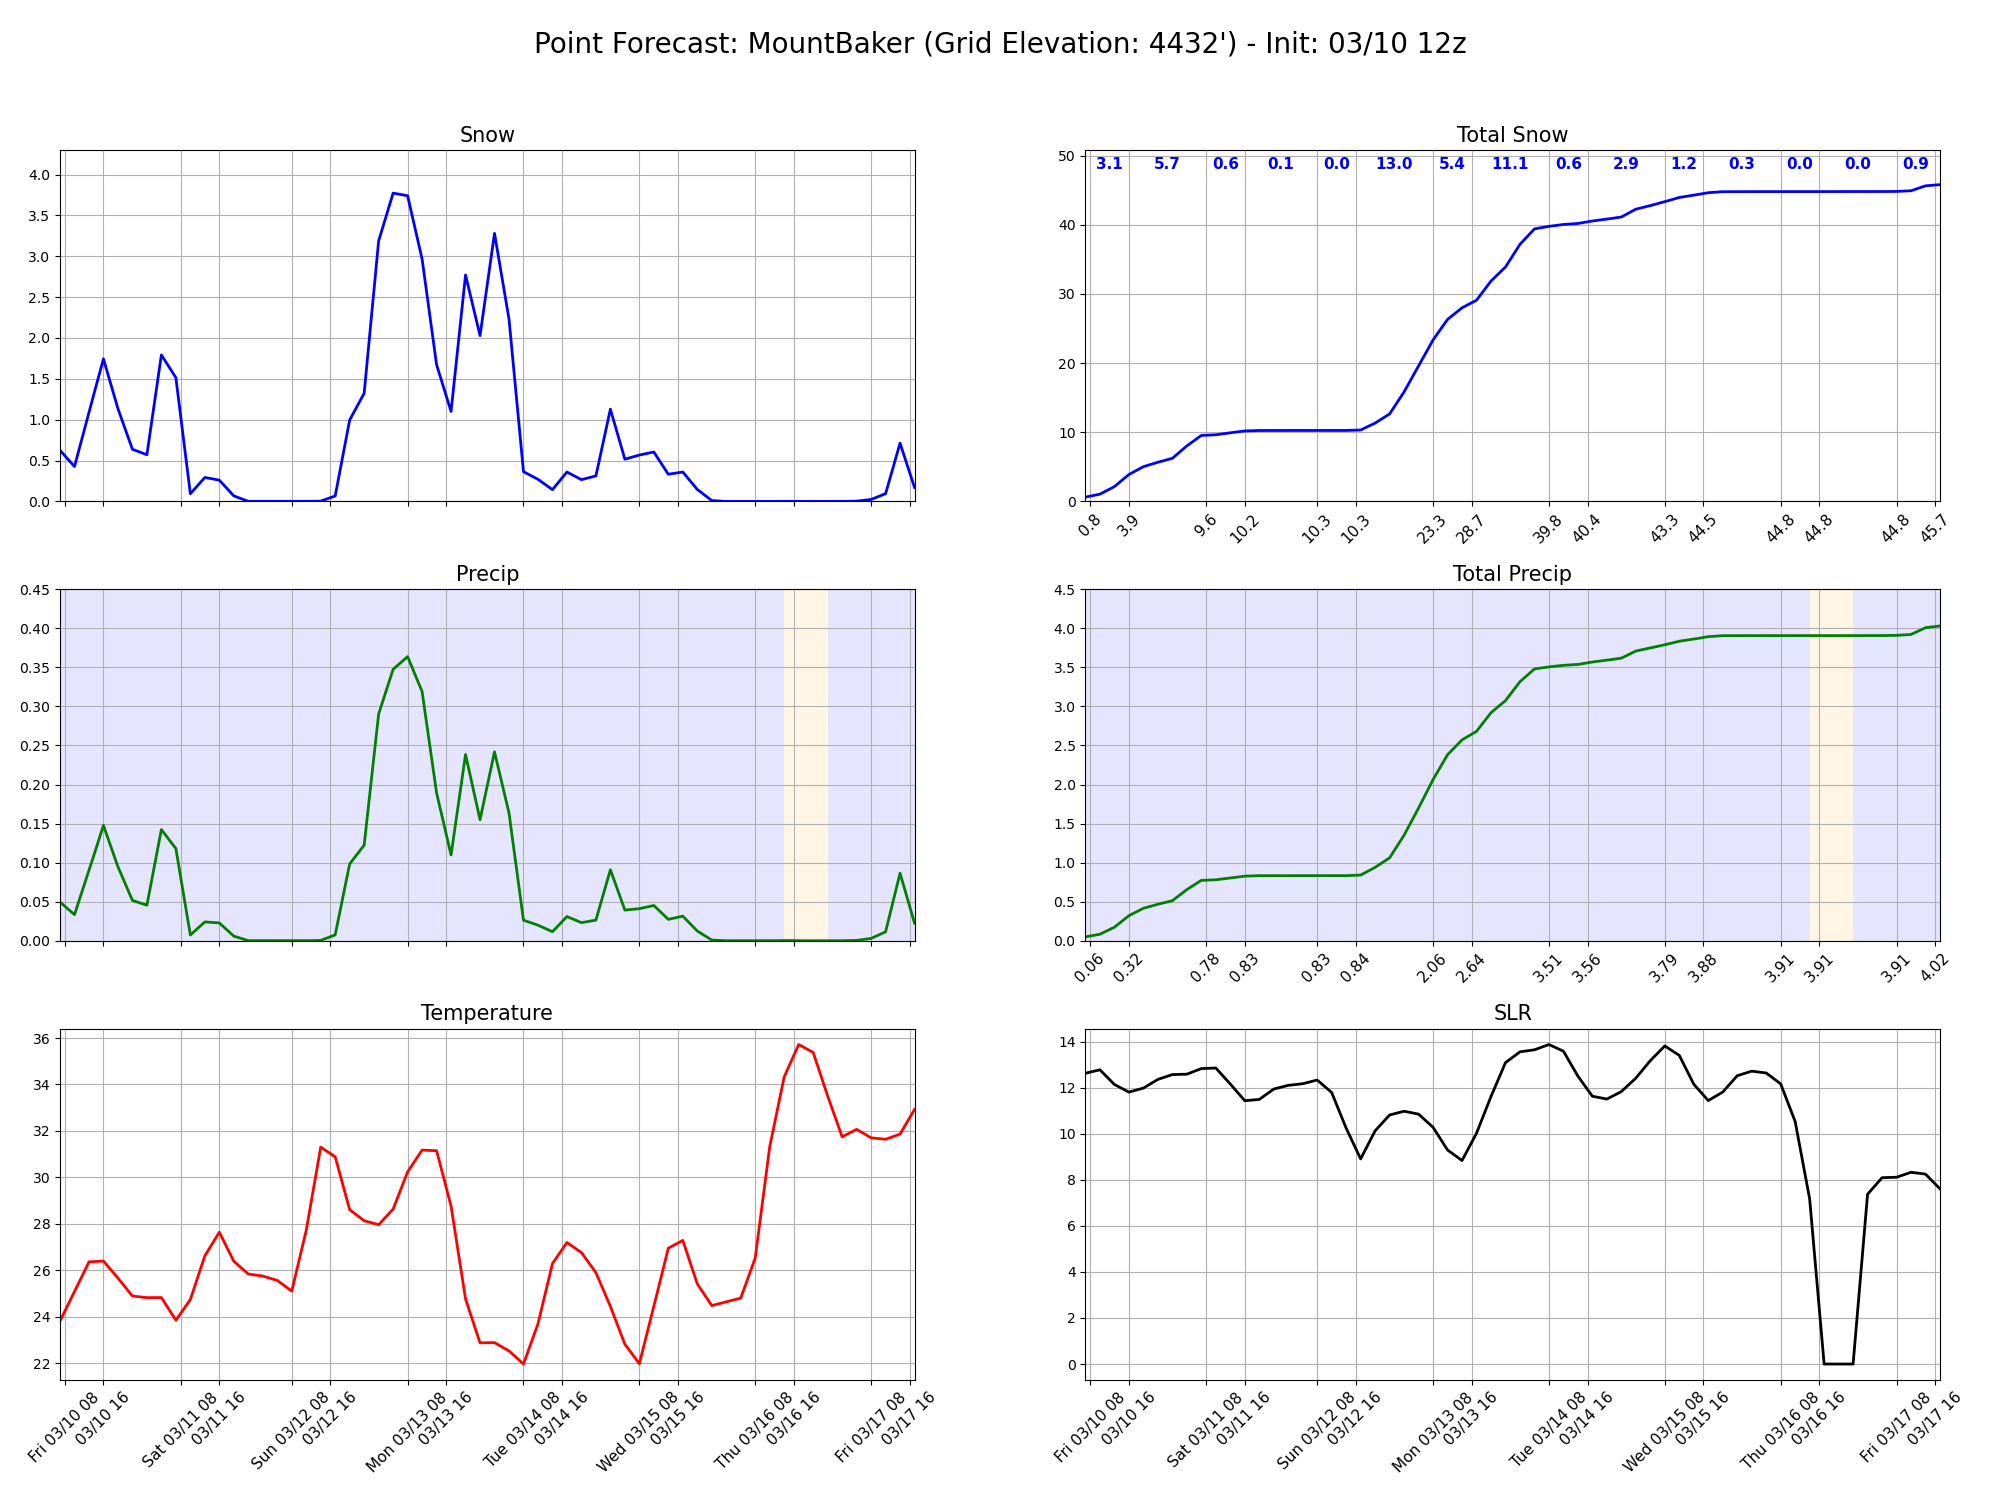 Point Forecast: MountBaker (Grid Elevation: 4432') - Init: 03/10 12z
Snow
4.0
3.5
3.0
2.5
2.0
1.5
1.0
0.5
0.0
Total Snow
3.1 5.7 0.6 0.1 0.0 13.0 5.4 11.1 0.6 2.9 1.2 0.3 0.0 0.0 0.9
50
40
30
20
10
0
0.8 3.9 9.6 10.2 10.3 10.3 23.3 28.7 39.8 40.4 43.3 44.5 44.8 44.8 44.8 45.7
Precip
0.45
0.40
0.35
0.30
0.25
0.20
0.15
0.10
0.05
0.00
Total Precip
4.5
4.0
3.5
3.0
2.5
2.0
1.5
1.0
0.5
0.0
0.06 0.32 0.78 0.83 0.83 0.84 2.06 2.64 3.51 3.56 3.79 3.88 3.91 3.91 3.91 4.02
Temperature
36
34
32
30
28
26
24
22
Fri 03/10 08
03/10 16
Sat 03/11 08
03/11 16
Sun 03/12 08
03/12 16
Mon 03/13 08
03/13 16
Tue 03/14 08
03/14 16
Wed 03/15 08
03/15 16
Thu 03/16 08
03/16 16
Fri 03/17 08
03/17 16
SLR
14
12
10
8
6
4
2
0
Fri 03/10 08
03/10 16
Sat 03/11 08
03/11 16
Sun 03/12 08
03/12 16
Mon 03/13 08
03/13 16
Tue 03/14 08
03/14 16
Wed 03/15 08
03/15 16
Thu 03/16 08
03/16 16
Fri 03/17 08
03/17 16